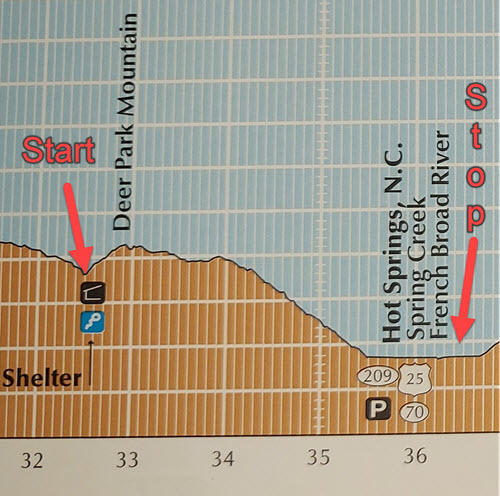 Start
Stop
Deer Park Mountain
Hot Springs, N.C.
Spring Creek
French Broad River
Shelter
209
25
P
70
32 33 34 35 36